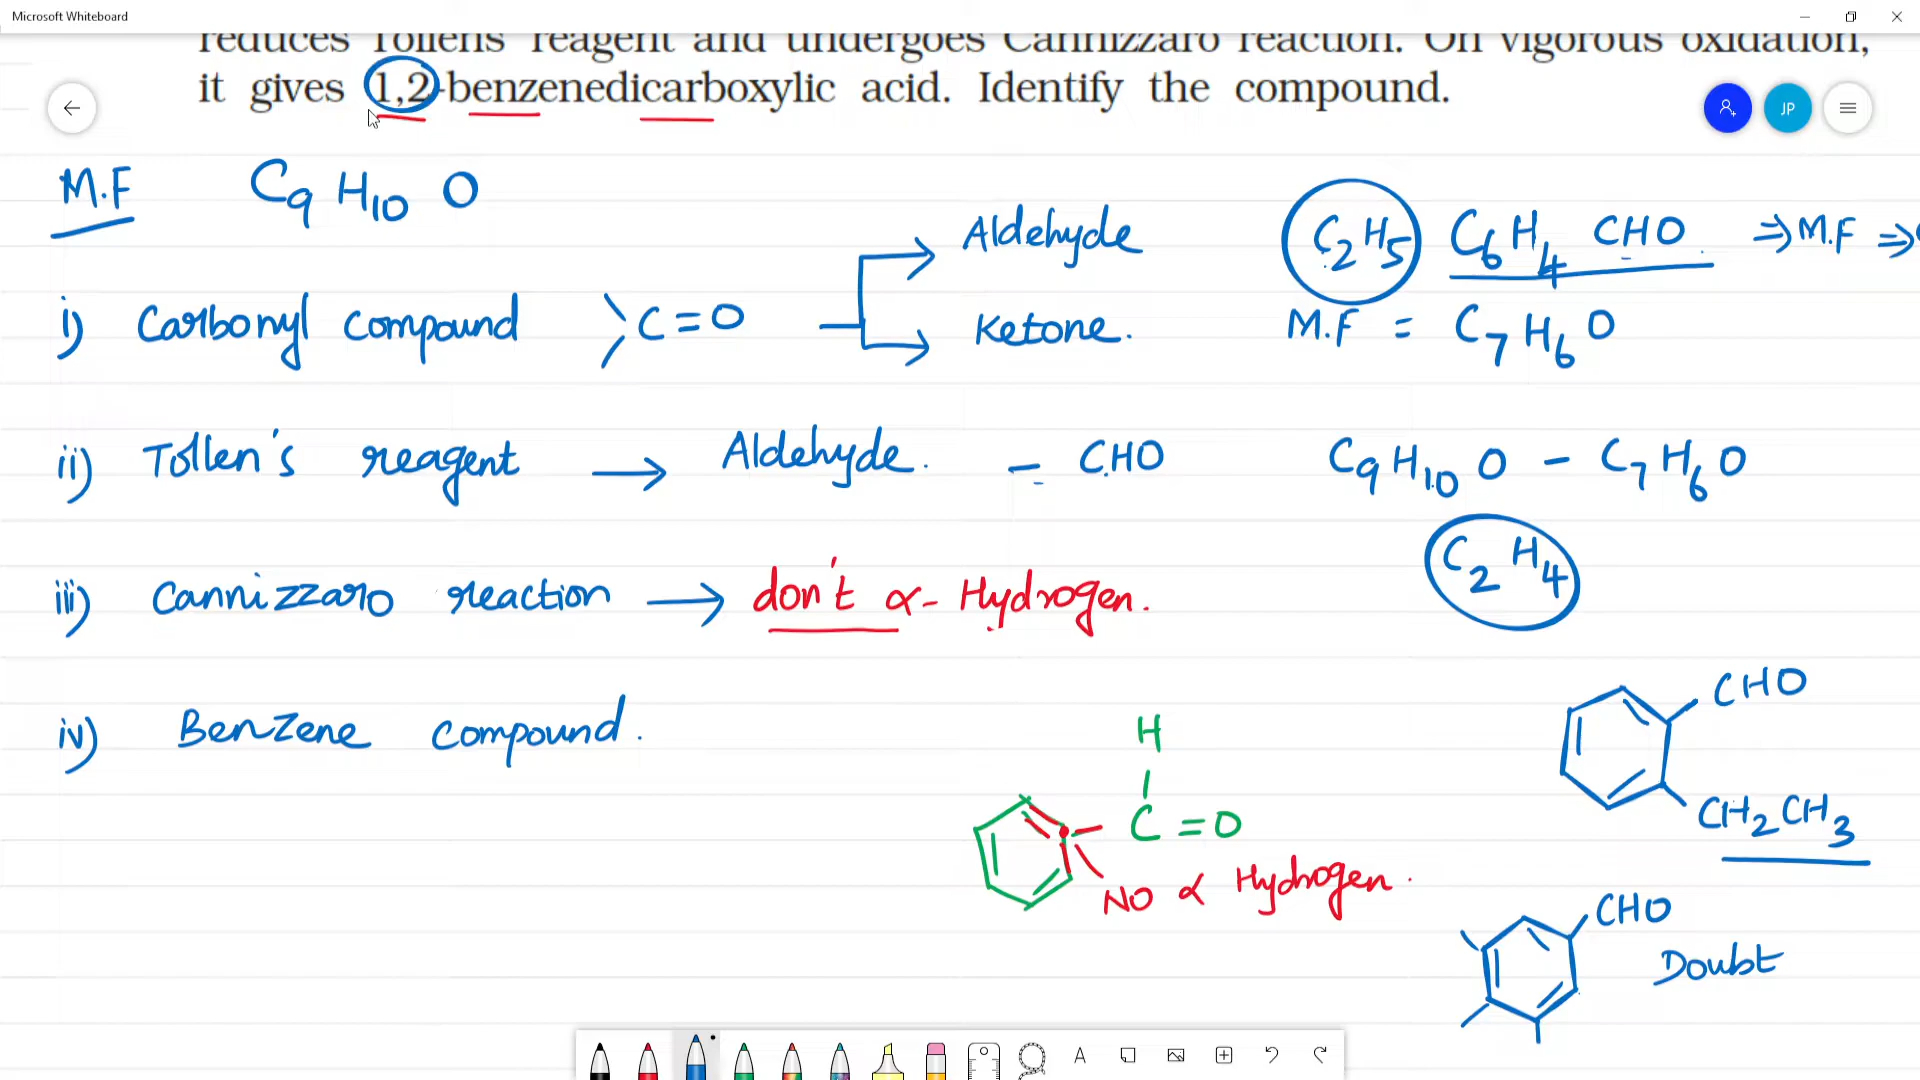 Microsoft Whiteboard
reduces Tollens' reagent and undergoes Cannizzaro reaction. On vigorous oxidation,
it gives 1,2-benzenedicarboxylic acid. Identify the compound.
JP
M.F C9 H10 O
Aldehyde
C2H5 C6H4 CHO ⇒ M.F ⇒
i) Carbonyl compound >C=O
Ketone.
M.F = C7 H6 O
ii) Tollen's reagent → Aldehyde. - CHO
C9 H10 O - C7 H6 O
C2 H4
iii) Cannizzaro reaction → don't α- Hydrogen.
iv) Benzene compound.
H
C = O
NO α Hydrogen.
CHO
CH2CH3
CHO
Doubt
A